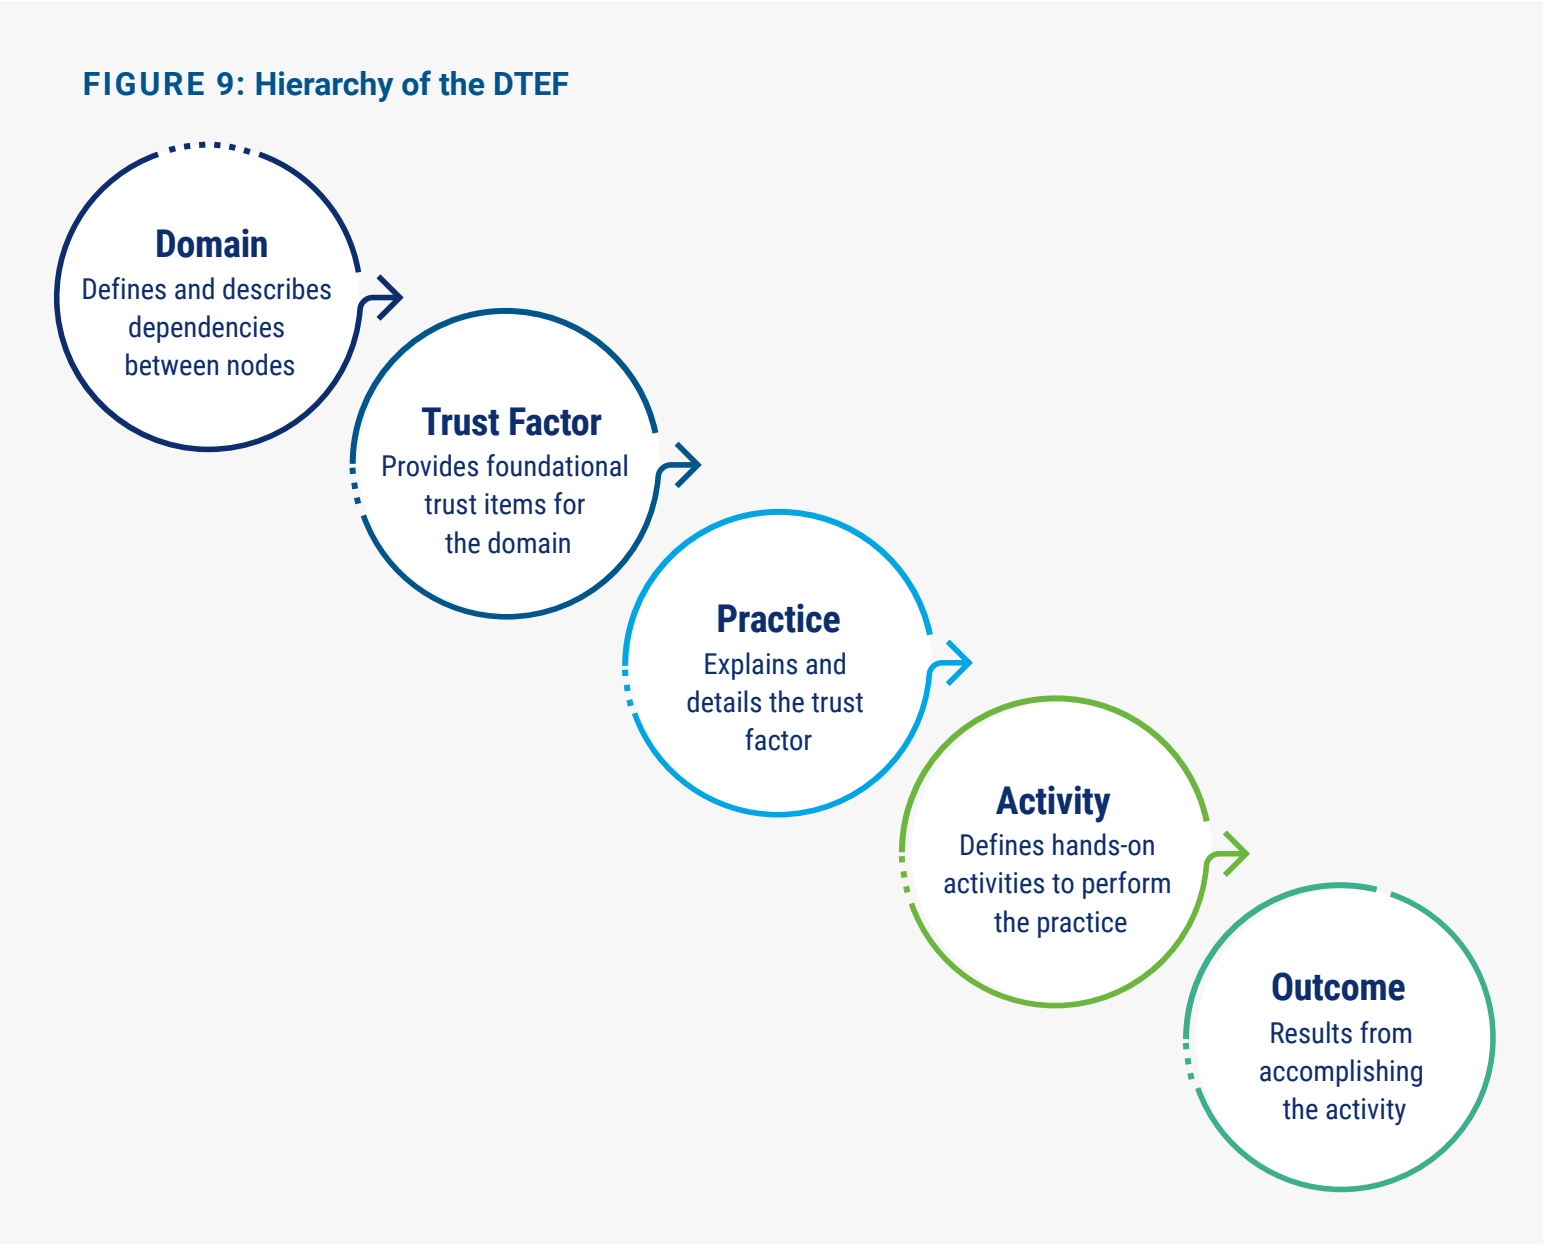 FIGURE 9: Hierarchy of the DTEF
Domain
Defines and describes
dependencies
between nodes
Trust Factor
Provides foundational
trust items for
the domain
Practice
Explains and
details the trust
factor
Activity
Defines hands-on
activities to perform
the practice
Outcome
Results from
accomplishing
the activity